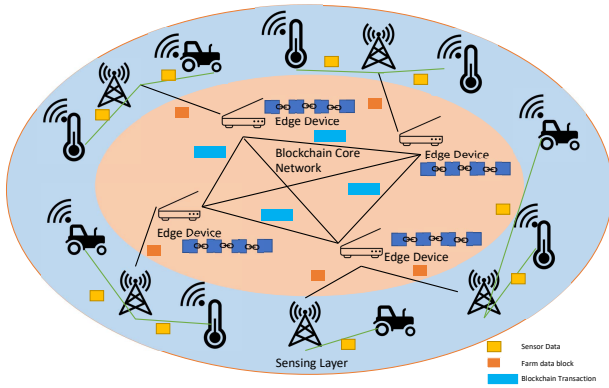 Edge Device
Edge Device
Blockchain Core
Network
Edge Device
Edge Device
Sensing Layer
Sensor Data
Farm data block
Blockchain Transaction